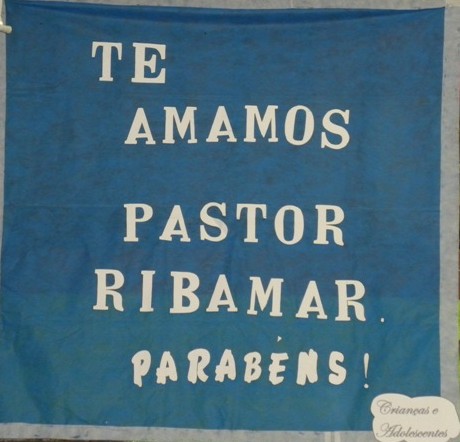 TE
AMAMOS
PASTOR
RIBAMAR.
PARABÉNS!
Crianças e
Adolescentes